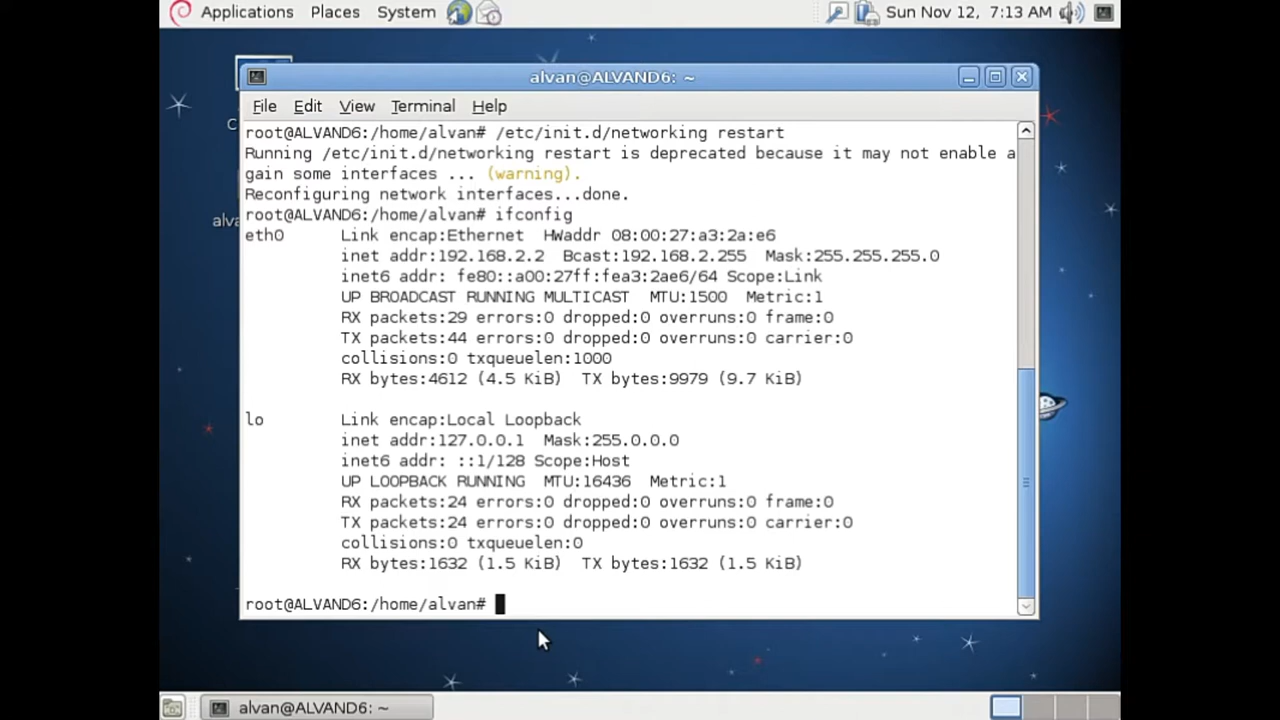 Applications Places System Sun Nov 12, 7:13 AM
alvan@ALVAND6: ~
File Edit View Terminal Help
root@ALVAND6:/home/alvan# /etc/init.d/networking restart
Running /etc/init.d/networking restart is deprecated because it may not enable a
gain some interfaces ... (warning).
Reconfiguring network interfaces...done.
root@ALVAND6:/home/alvan# ifconfig
eth0 Link encap:Ethernet HWaddr 08:00:27:a3:2a:e6
inet addr:192.168.2.2 Bcast:192.168.2.255 Mask:255.255.255.0
inet6 addr: fe80::a00:27ff:fea3:2ae6/64 Scope:Link
UP BROADCAST RUNNING MULTICAST MTU:1500 Metric:1
RX packets:29 errors:0 dropped:0 overruns:0 frame:0
TX packets:44 errors:0 dropped:0 overruns:0 carrier:0
collisions:0 txqueuelen:1000
RX bytes:4612 (4.5 KiB) TX bytes:9979 (9.7 KiB)
lo Link encap:Local Loopback
inet addr:127.0.0.1 Mask:255.0.0.0
inet6 addr: ::1/128 Scope:Host
UP LOOPBACK RUNNING MTU:16436 Metric:1
RX packets:24 errors:0 dropped:0 overruns:0 frame:0
TX packets:24 errors:0 dropped:0 overruns:0 carrier:0
collisions:0 txqueuelen:0
RX bytes:1632 (1.5 KiB) TX bytes:1632 (1.5 KiB)
root@ALVAND6:/home/alvan#
alvan@ALVAND6: ~